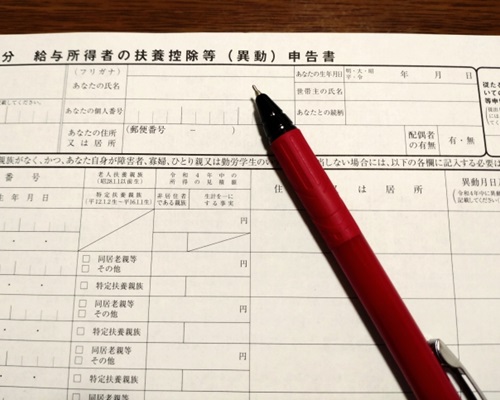 分 給与所得者の扶養控除等(異動)申告書
(フリガナ)
あなたの氏名
あなたの生年月日
明・大・昭
平・令
年 月 日
世帯主の氏名
あなたの個人番号
あなたとの続柄
あなたの住所
又は居所
(郵便番号 - )
配偶者
の有無
有・無
親族がなく、かつ、あなた自身が障害者、寡婦、ひとり親又は勤労学生の
しない場合には、以下の各欄に記入する必要は
番 号
生 年 月 日
老人扶養親族
(昭28.1.1以前生)
特定扶養親族
(平12.1.2生~平16.1.1生)
令和4年中の
所得の見積額
非居住者
である親族
生計を一に
する事実
住
又 は 居 所
異動月日
円
同居老親等
その他
特定扶養親族
円
同居老親等
その他
特定扶養親族
円
同居老親等
その他
特定扶養親族
円
同居老親等